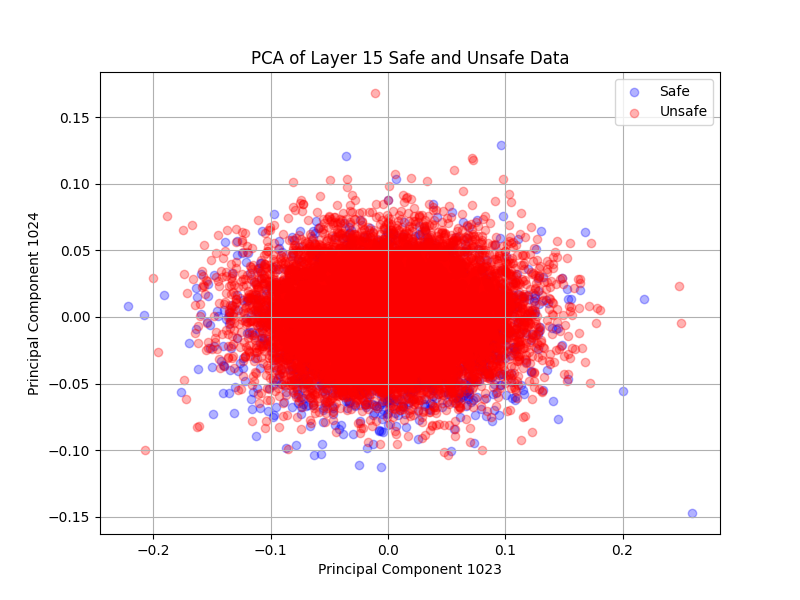 PCA of Layer 15 Safe and Unsafe Data
Safe
Unsafe
0.15
0.10
0.05
0.00
−0.05
−0.10
−0.15
Principal Component 1024
−0.2
−0.1
0.0
0.1
0.2
Principal Component 1023